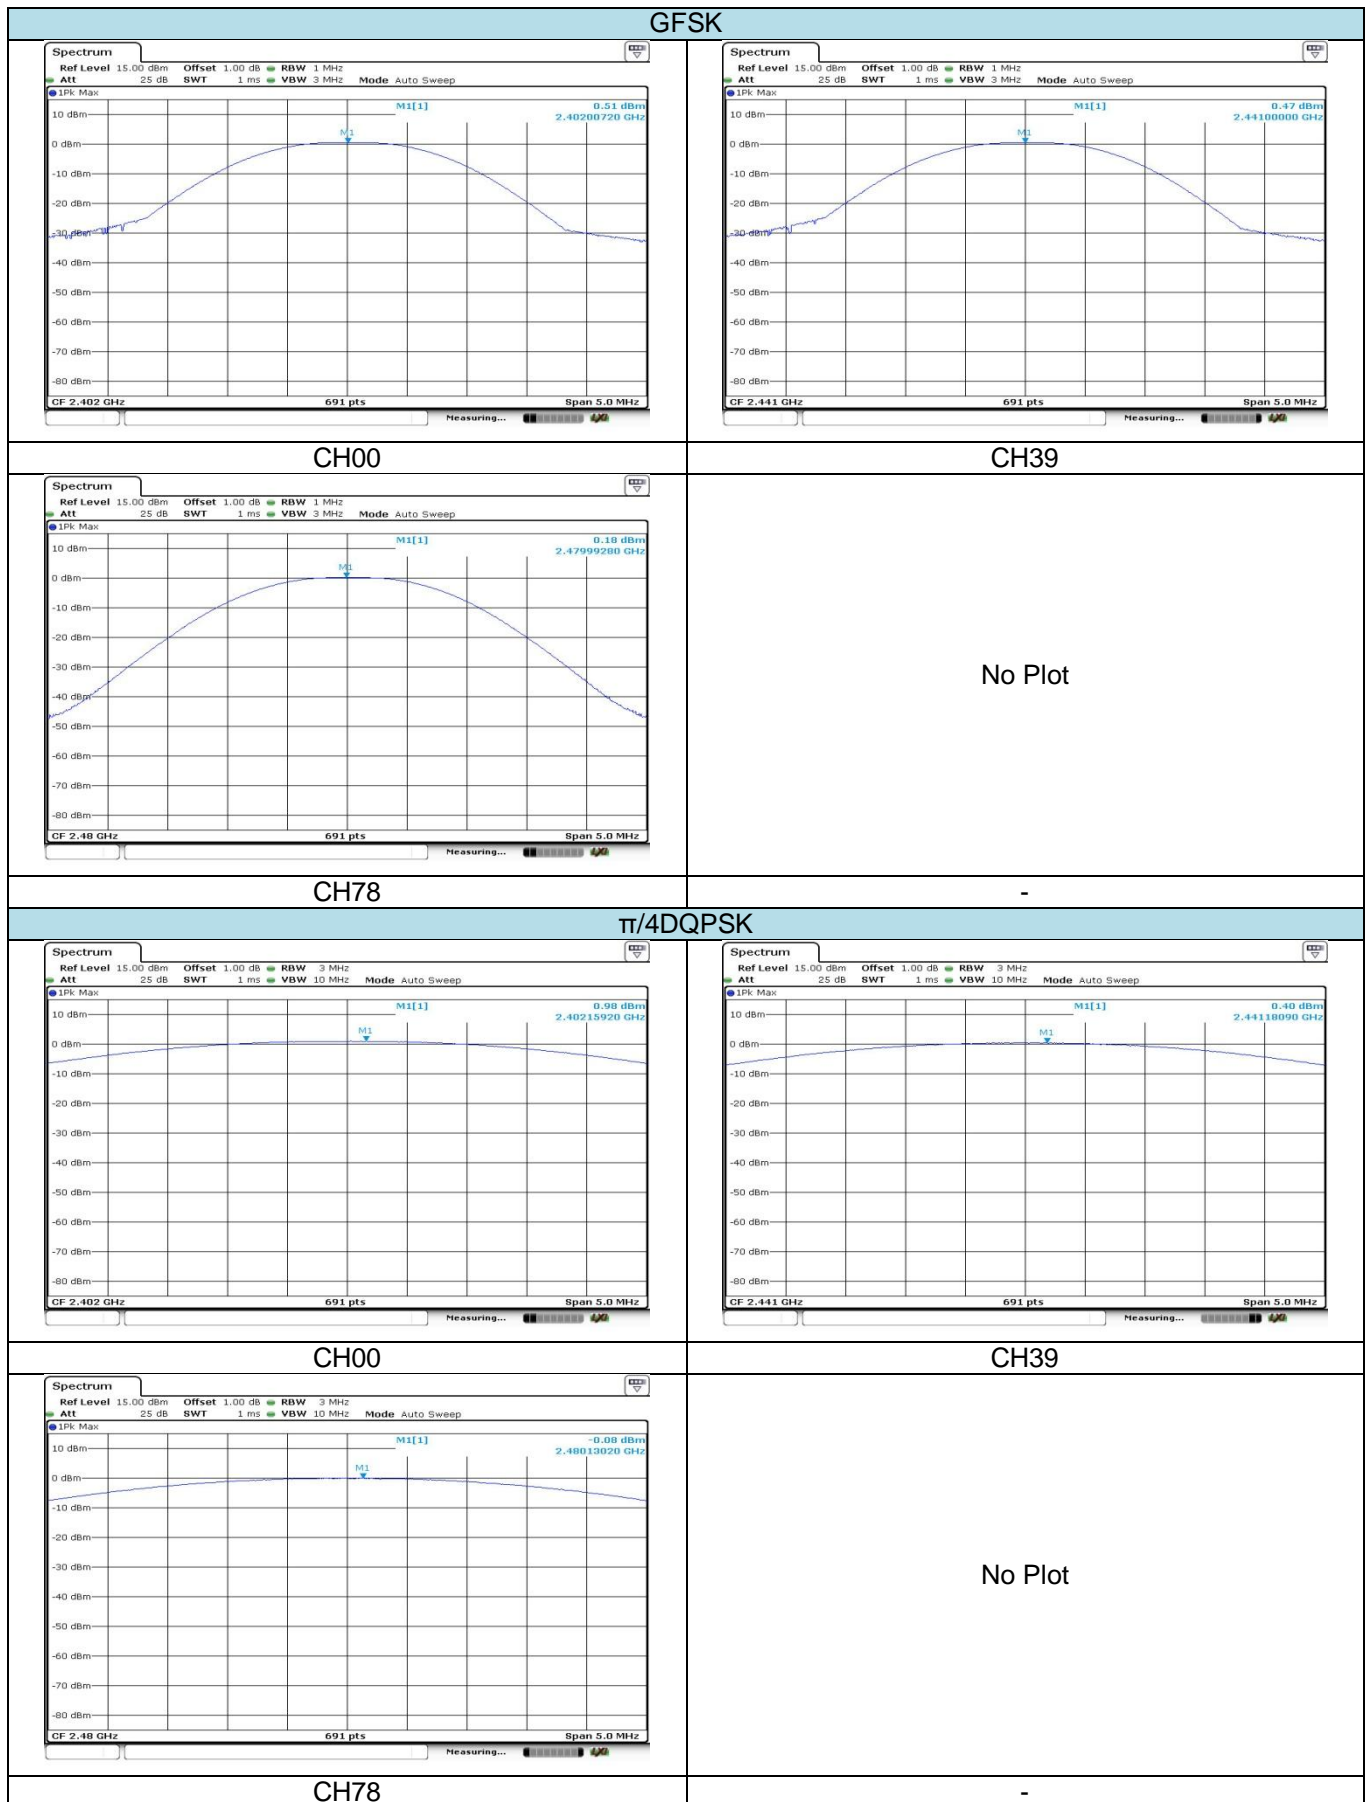 GFSK
Spectrum
Ref Level 15.00 dBm Offset 1.00 dB RBW 1 MHz
Att 25 dB SWT 1 ms VBW 3 MHz Mode Auto Sweep
1Pk Max
M1[1] 0.51 dBm
2.40200720 GHz
10 dBm
M1
0 dBm
-10 dBm
-20 dBm
-30 dBm
-40 dBm
-50 dBm
-60 dBm
-70 dBm
-80 dBm
CF 2.402 GHz 691 pts Span 5.0 MHz
Measuring...
CH00
Spectrum
Ref Level 15.00 dBm Offset 1.00 dB RBW 1 MHz
Att 25 dB SWT 1 ms VBW 3 MHz Mode Auto Sweep
1Pk Max
M1[1] 0.47 dBm
2.44100000 GHz
10 dBm
M1
0 dBm
-10 dBm
-20 dBm
-30 dBm
-40 dBm
-50 dBm
-60 dBm
-70 dBm
-80 dBm
CF 2.441 GHz 691 pts Span 5.0 MHz
Measuring...
CH39
Spectrum
Ref Level 15.00 dBm Offset 1.00 dB RBW 1 MHz
Att 25 dB SWT 1 ms VBW 3 MHz Mode Auto Sweep
1Pk Max
M1[1] 0.18 dBm
2.47999280 GHz
10 dBm
M1
0 dBm
-10 dBm
-20 dBm
-30 dBm
-40 dBm
-50 dBm
-60 dBm
-70 dBm
-80 dBm
CF 2.48 GHz 691 pts Span 5.0 MHz
Measuring...
CH78
No Plot
-
π/4DQPSK
Spectrum
Ref Level 15.00 dBm Offset 1.00 dB RBW 3 MHz
Att 25 dB SWT 1 ms VBW 10 MHz Mode Auto Sweep
1Pk Max
M1[1] 0.98 dBm
2.40215920 GHz
10 dBm
M1
0 dBm
-10 dBm
-20 dBm
-30 dBm
-40 dBm
-50 dBm
-60 dBm
-70 dBm
-80 dBm
CF 2.402 GHz 691 pts Span 5.0 MHz
Measuring...
CH00
Spectrum
Ref Level 15.00 dBm Offset 1.00 dB RBW 3 MHz
Att 25 dB SWT 1 ms VBW 10 MHz Mode Auto Sweep
1Pk Max
M1[1] 0.40 dBm
2.44118090 GHz
10 dBm
M1
0 dBm
-10 dBm
-20 dBm
-30 dBm
-40 dBm
-50 dBm
-60 dBm
-70 dBm
-80 dBm
CF 2.441 GHz 691 pts Span 5.0 MHz
Measuring...
CH39
Spectrum
Ref Level 15.00 dBm Offset 1.00 dB RBW 3 MHz
Att 25 dB SWT 1 ms VBW 10 MHz Mode Auto Sweep
1Pk Max
M1[1] -0.08 dBm
2.48013020 GHz
10 dBm
M1
0 dBm
-10 dBm
-20 dBm
-30 dBm
-40 dBm
-50 dBm
-60 dBm
-70 dBm
-80 dBm
CF 2.48 GHz 691 pts Span 5.0 MHz
Measuring...
CH78
No Plot
-